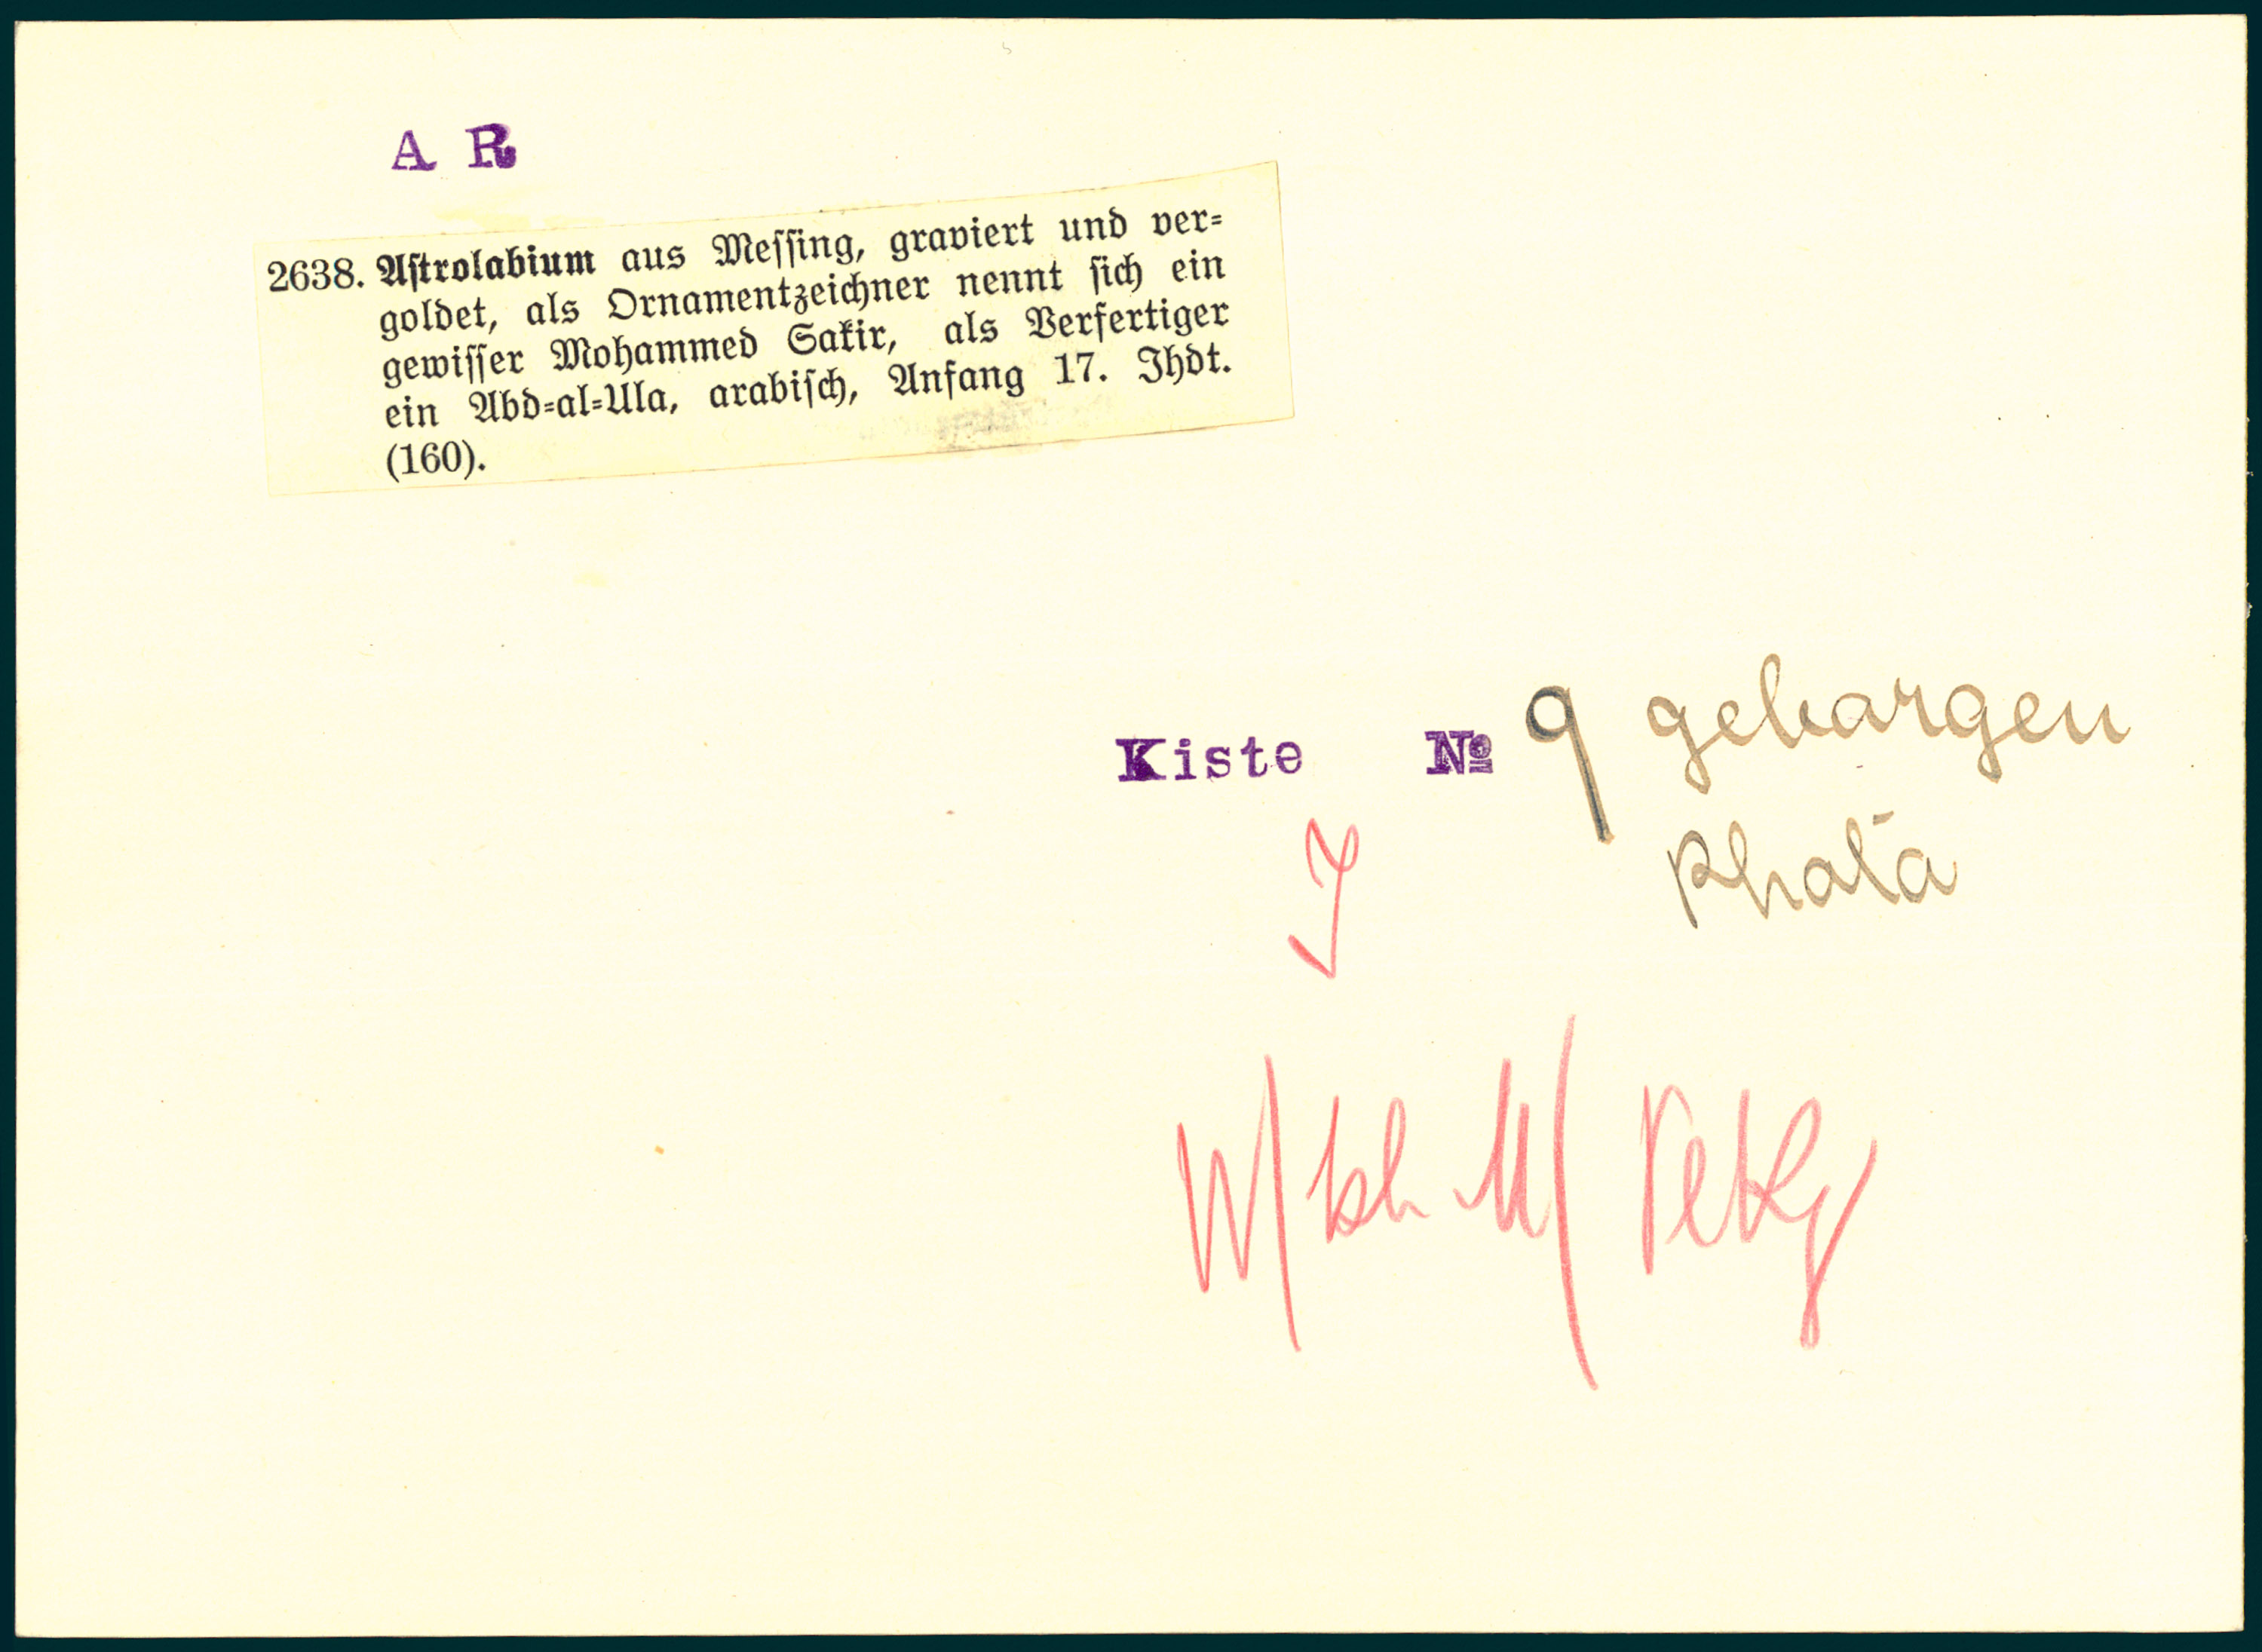 A R
2638. Astrolabium aus Messing, graviert und ver=
goldet, als Ornamentzeichner nennt sich ein
gewisser Mohammed Sakir, als Verfertiger
ein Abd=al=Ula, arabisch, Anfang 17. Jhdt.
(160).
Kiste № 9 geborgen
Photo
J